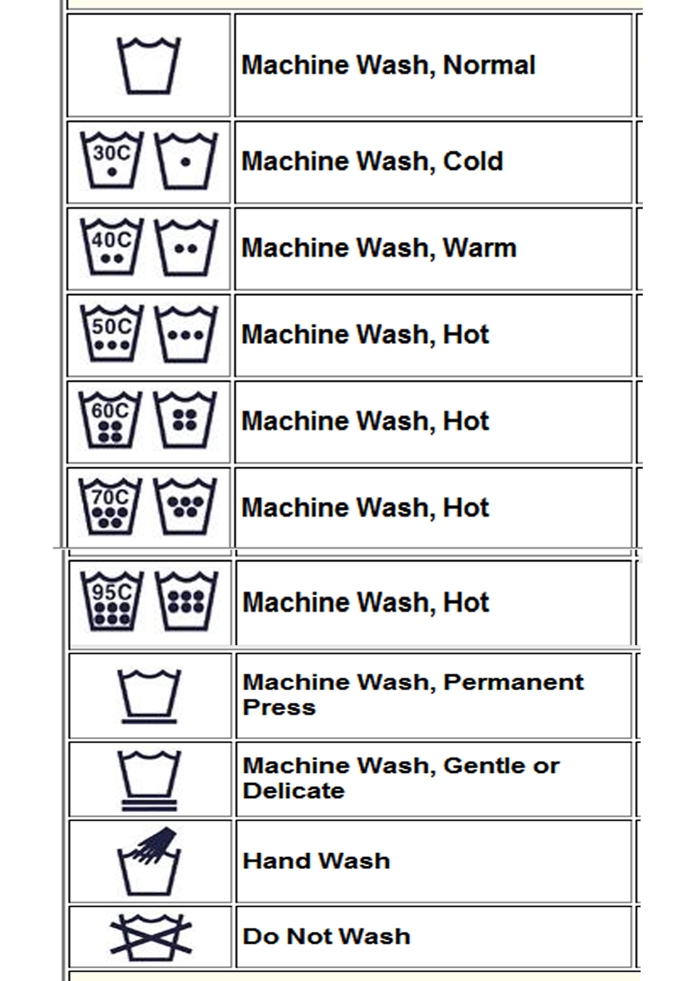 Machine Wash, Normal
30C
Machine Wash, Cold
40C
Machine Wash, Warm
50C
Machine Wash, Hot
60C
Machine Wash, Hot
70C
Machine Wash, Hot
95C
Machine Wash, Hot
Machine Wash, Permanent
Press
Machine Wash, Gentle or
Delicate
Hand Wash
Do Not Wash